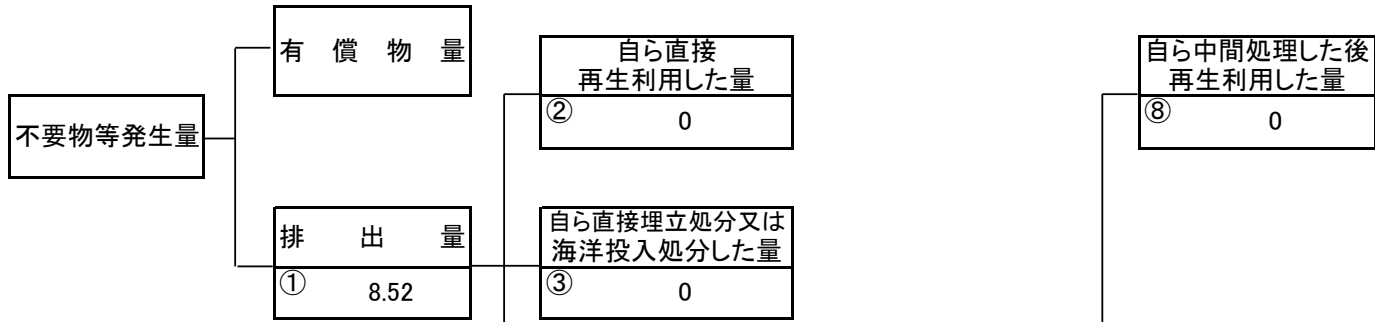 有償物量
自ら直接
再生利用した量
②
0
自ら中間処理した後
再生利用した量
⑧
0
不要物等発生量
排出量
①
8.52
自ら直接埋立処分又は
海洋投入処分した量
③
0